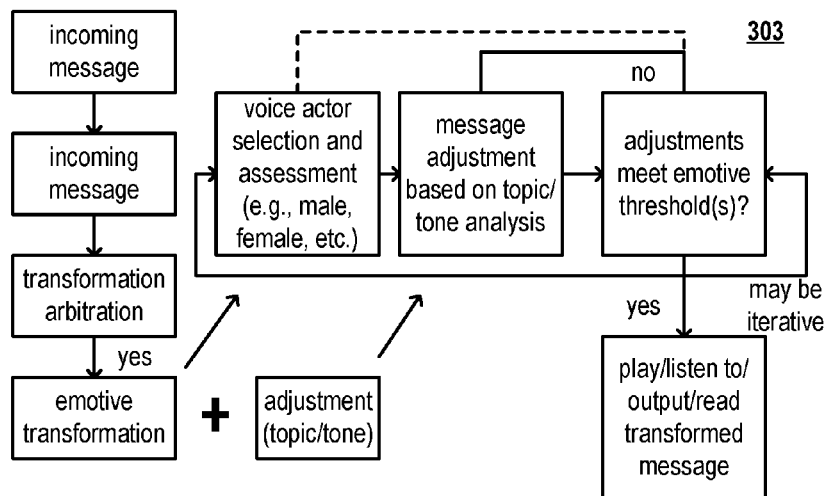 303
incoming
message
incoming
message
transformation
arbitration
yes
emotive
transformation
+
adjustment
(topic/tone)
voice actor
selection and
assessment
(e.g., male,
female, etc.)
message
adjustment
based on topic/
tone analysis
no
adjustments
meet emotive
threshold(s)?
yes
may be
iterative
play/listen to/
output/read
transformed
message